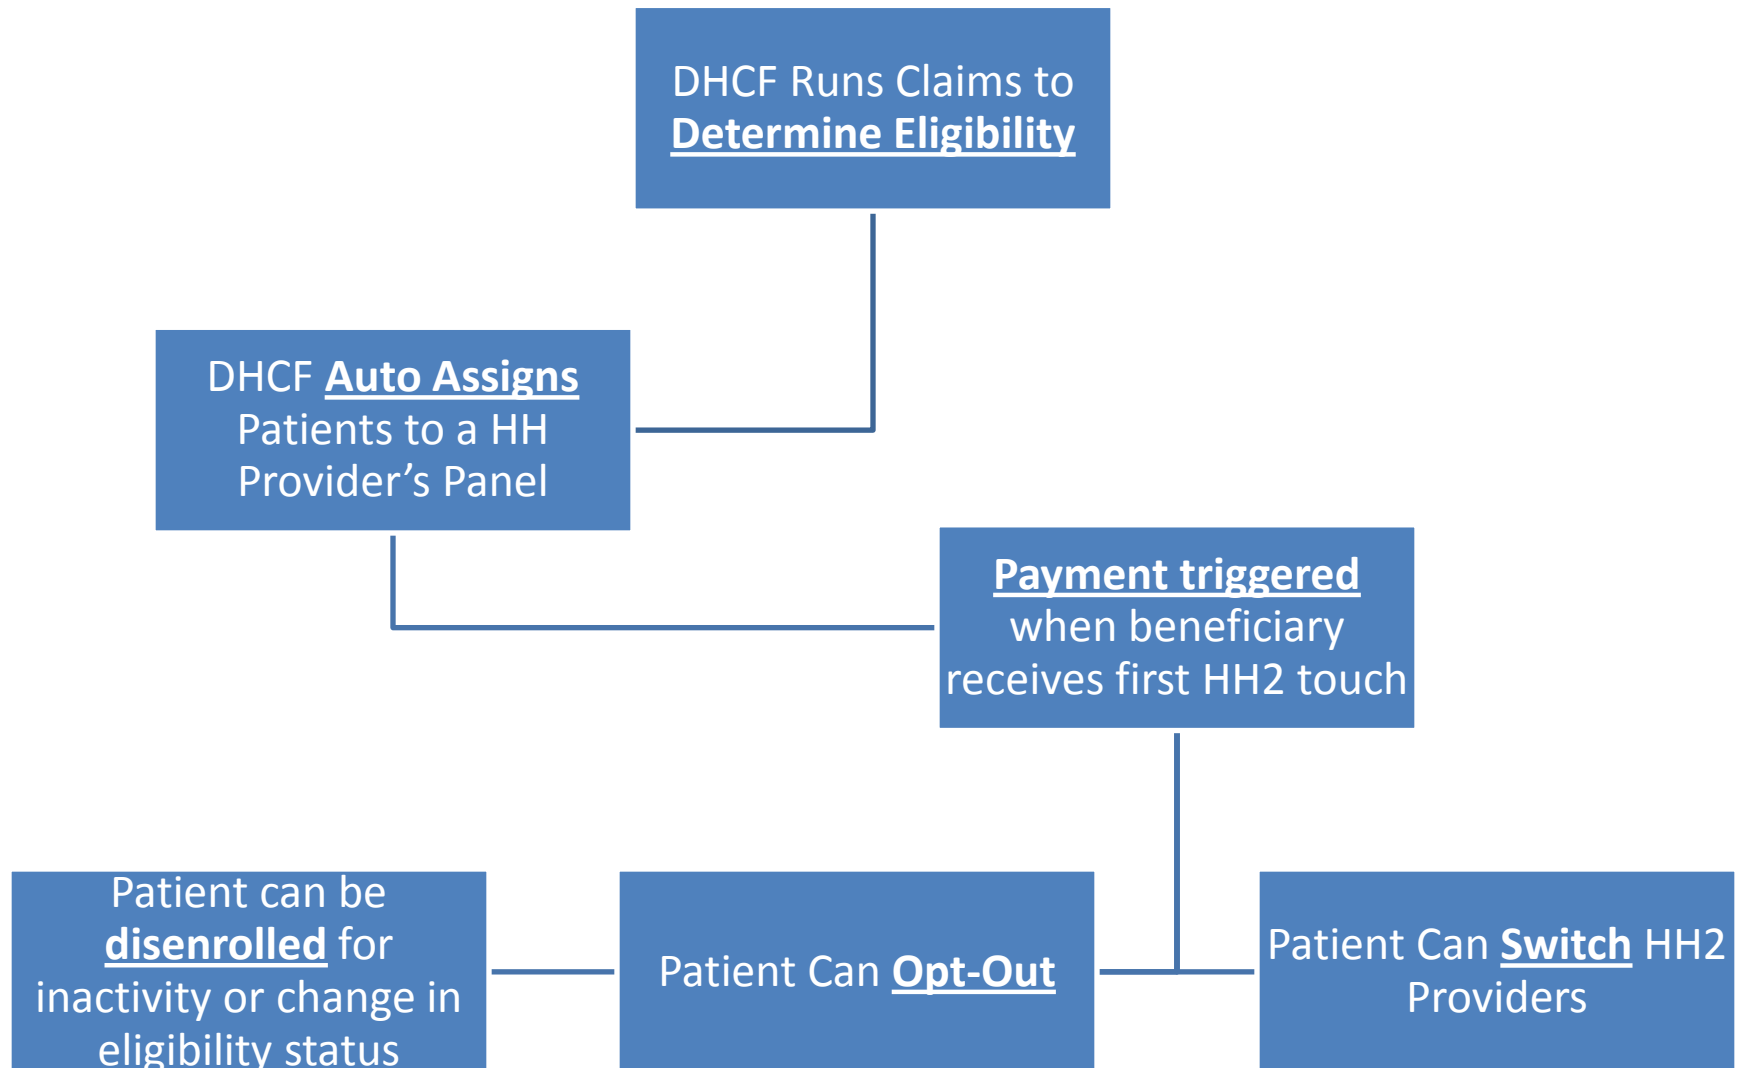 DHCF Runs Claims to
Determine Eligibility
DHCF Auto Assigns
Patients to a HH
Provider’s Panel
Payment triggered
when beneficiary
receives first HH2 touch
Patient can be
disenrolled for
inactivity or change in
eligibility status
Patient Can Opt-Out
Patient Can Switch HH2
Providers